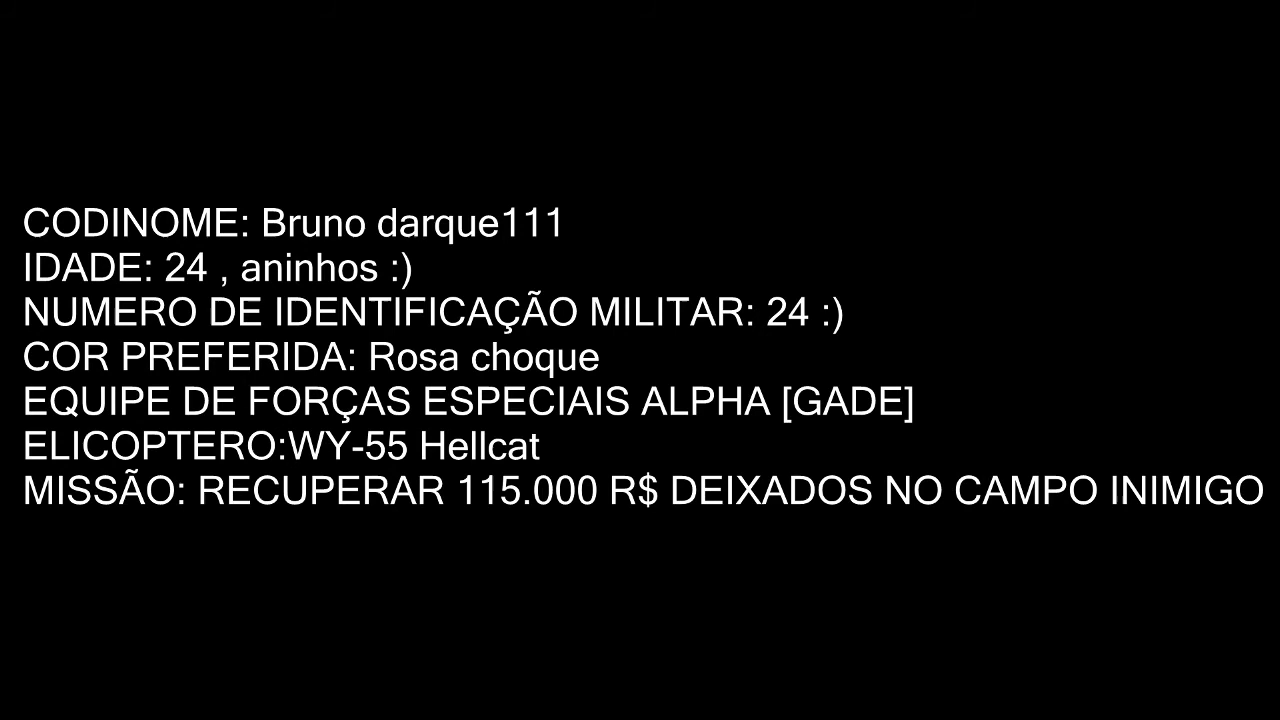 CODINOME: Bruno darque111
IDADE: 24 , aninhos :)
NUMERO DE IDENTIFICAÇÃO MILITAR: 24 :)
COR PREFERIDA: Rosa choque
EQUIPE DE FORÇAS ESPECIAIS ALPHA [GADE]
ELICOPTERO:WY-55 Hellcat
MISSÃO: RECUPERAR 115.000 R$ DEIXADOS NO CAMPO INIMIGO